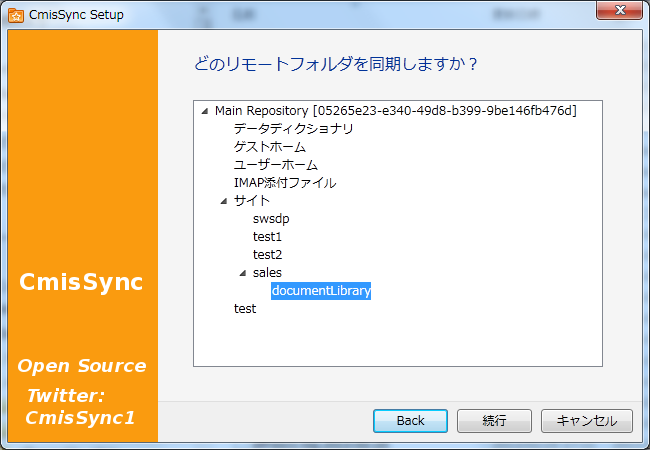 CmisSync Setup
どのリモートフォルダを同期しますか？
Main Repository [05265e23-e340-49d8-b399-9be146fb476d]
データディクショナリ
ゲストホーム
ユーザーホーム
IMAP添付ファイル
サイト
swsdp
test1
test2
sales
documentLibrary
test
CmisSync
Open Source
Twitter:
CmisSync1
Back
続行
キャンセル